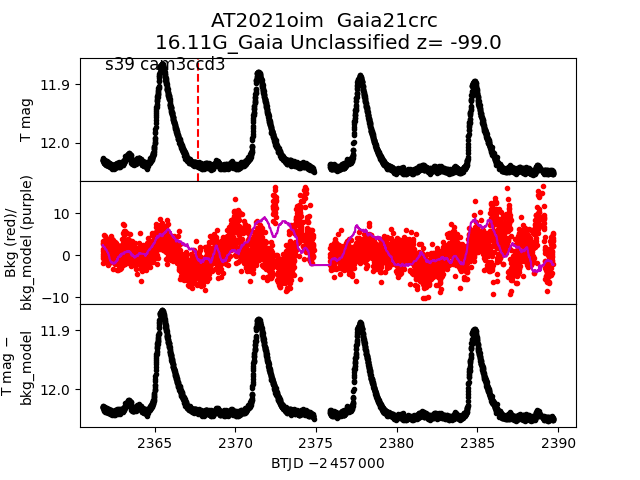 AT2021oim  Gaia21crc
16.11G_Gaia Unclassified z= -99.0
s39 cam3ccd3
T mag
11.9
12.0
Bkg (red)/
bkg_model (purple)
10
0
−10
T mag −
bkg_model
11.9
12.0
2365 2370 2375 2380 2385 2390
BTJD −2 457 000